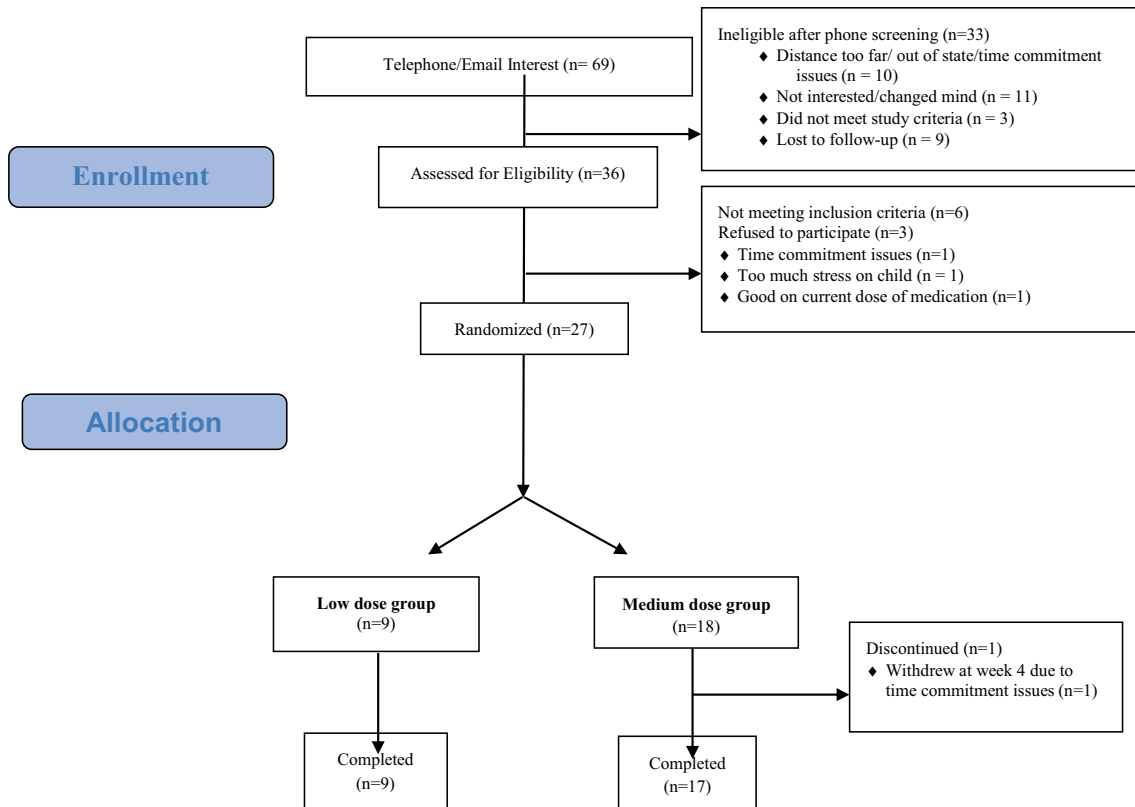 Telephone/Email Interest (n= 69)
Ineligible after phone screening (n=33)
♦ Distance too far/ out of state/time commitment
issues (n = 10)
♦ Not interested/changed mind (n = 11)
♦ Did not meet study criteria (n = 3)
♦ Lost to follow-up (n = 9)
Enrollment
Assessed for Eligibility (n=36)
Not meeting inclusion criteria (n=6)
Refused to participate (n=3)
♦ Time commitment issues (n=1)
♦ Too much stress on child (n = 1)
♦ Good on current dose of medication (n=1)
Randomized (n=27)
Allocation
Low dose group
(n=9)
Medium dose group
(n=18)
Discontinued (n=1)
♦ Withdrew at week 4 due to
time commitment issues (n=1)
Completed
(n=9)
Completed
(n=17)